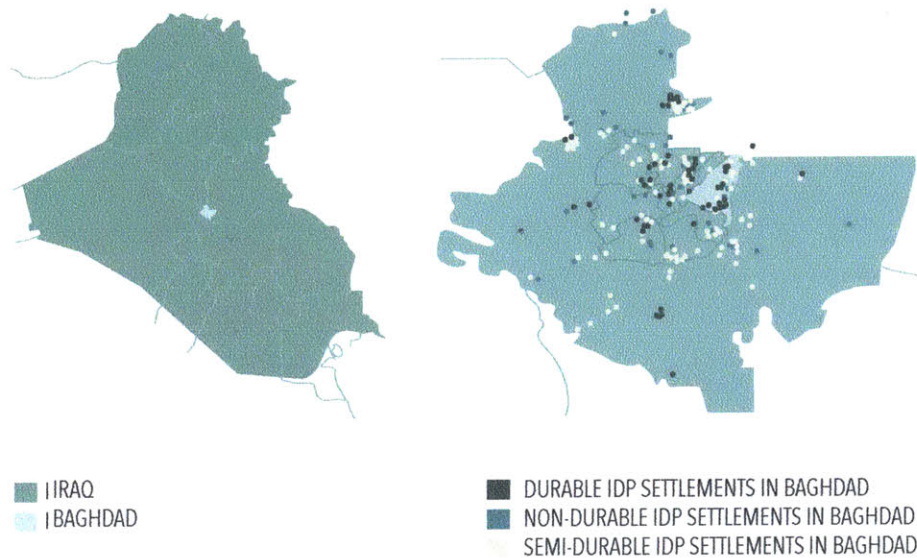 | IRAQ
| BAGHDAD
DURABLE IDP SETTLEMENTS IN BAGHDAD
NON-DURABLE IDP SETTLEMENTS IN BAGHDAD
SEMI-DURABLE IDP SETTLEMENTS IN BAGHDAD